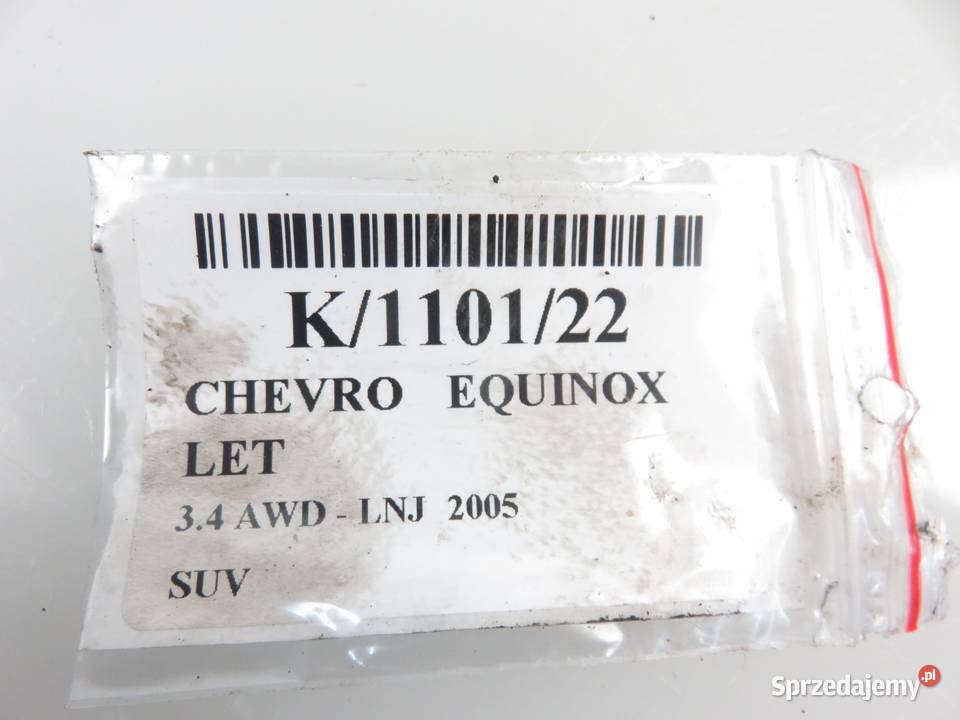 K/1101/22
CHEVRO EQUINOX
LET
3.4 AWD - LNJ 2005
SUV
Sprzedajemy.pl